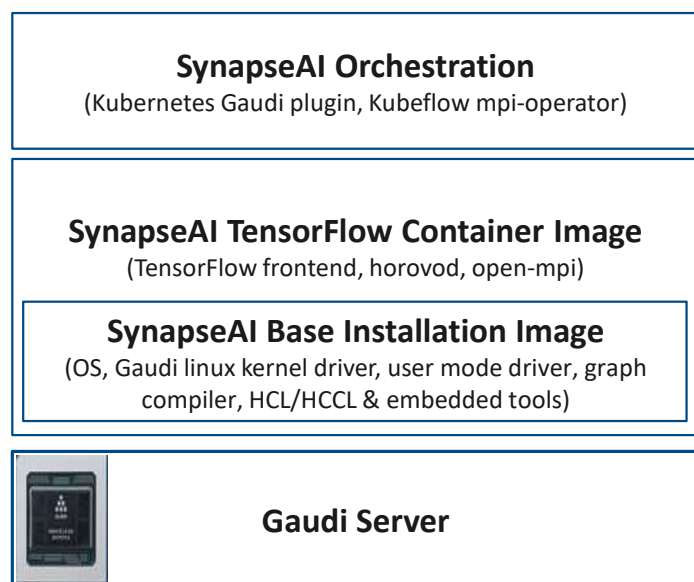 SynapseAI Orchestration
(Kubernetes Gaudi plugin, Kubeflow mpi-operator)
SynapseAI TensorFlow Container Image
(TensorFlow frontend, horovod, open-mpi)
SynapseAI Base Installation Image
(OS, Gaudi linux kernel driver, user mode driver, graph
compiler, HCL/HCCL & embedded tools)
Gaudi Server